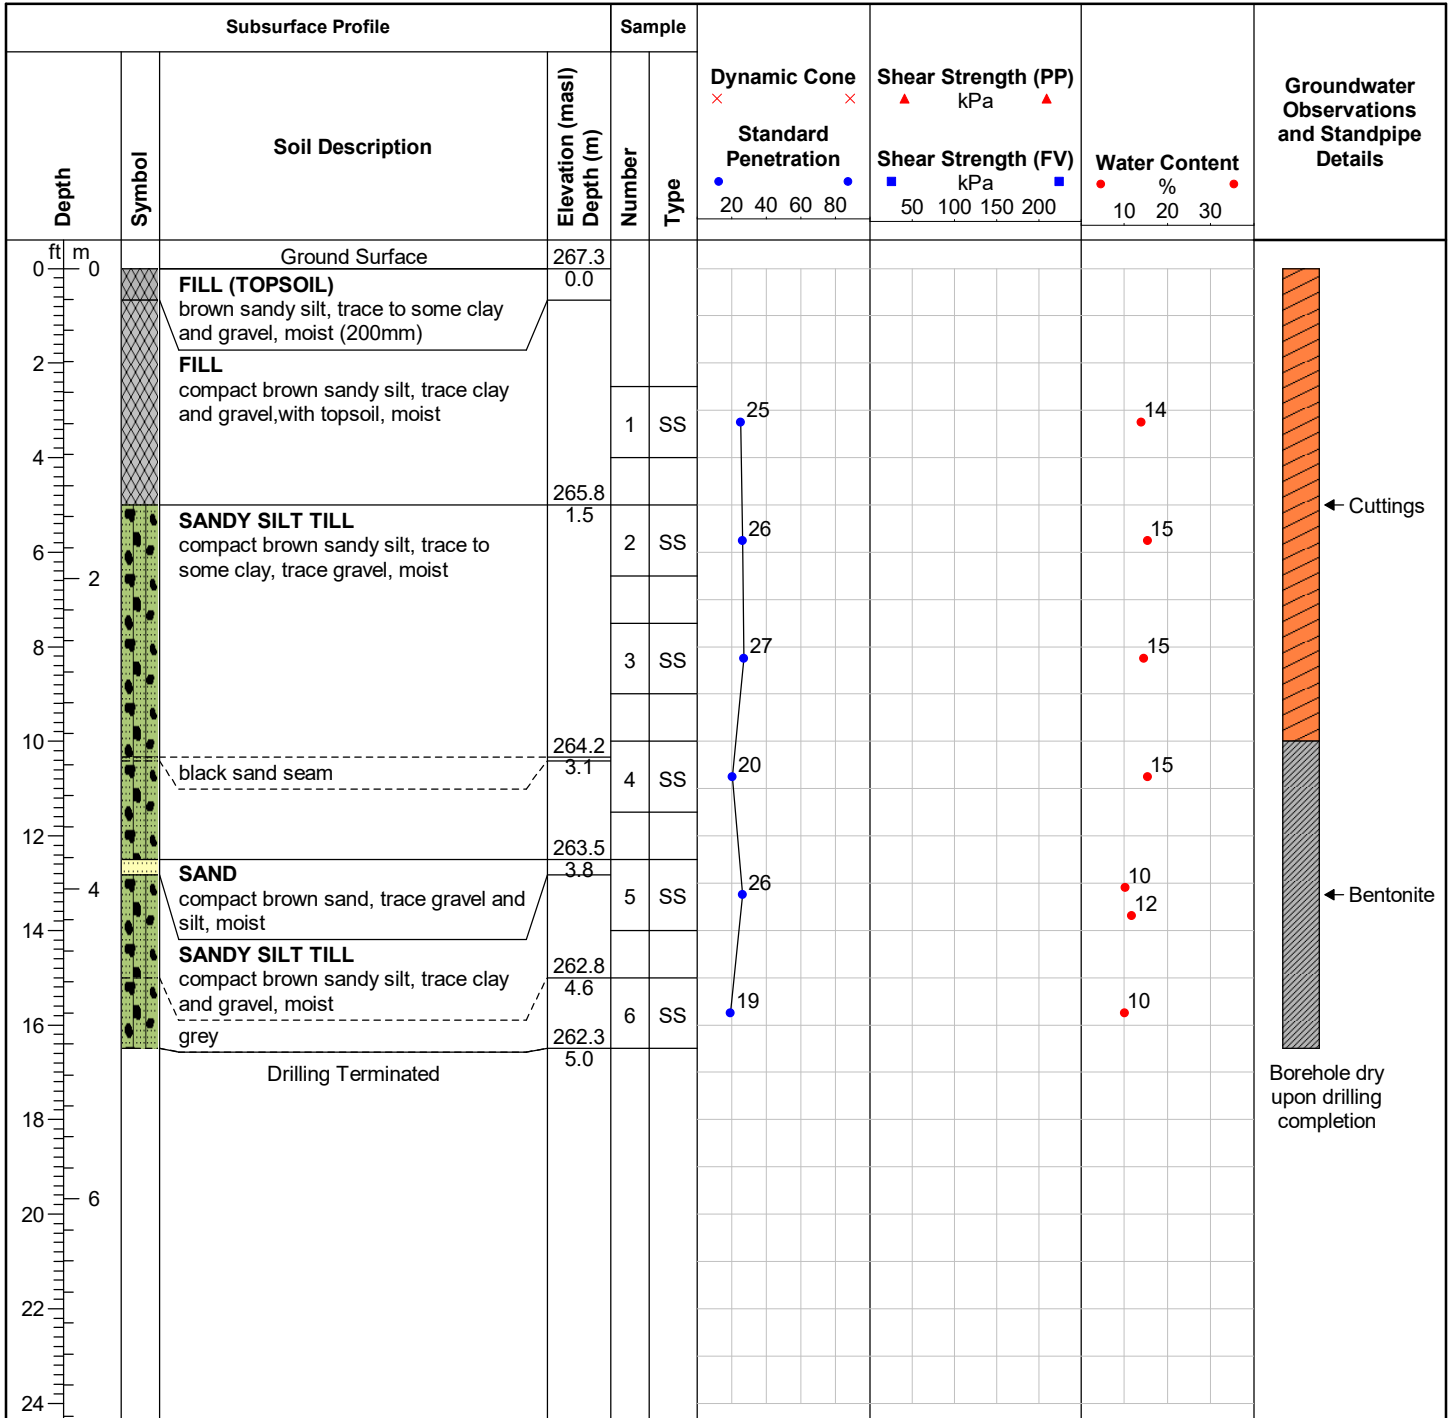 Subsurface Profile
Sample
Depth
Symbol
Soil Description
Elevation (masl)
Depth (m)
Number
Type
Dynamic Cone
Standard
Penetration
20 40 60 80
Shear Strength (PP)
kPa
Shear Strength (FV)
kPa
50 100 150 200
Water Content
%
10 20 30
Groundwater
Observations
and Standpipe
Details
ft m
Ground Surface
267.3
0 0
0.0
FILL (TOPSOIL)
brown sandy silt, trace to some clay
and gravel, moist (200mm)
2
FILL
compact brown sandy silt, trace clay
and gravel,with topsoil, moist
1 SS
25
14
4
265.8
1.5
SANDY SILT TILL
compact brown sandy silt, trace to
some clay, trace gravel, moist
2 SS
26
15
Cuttings
6
2
8
3 SS
27
15
10
264.2
3.1
black sand seam
4 SS
20
15
12
263.5
3.8
SAND
compact brown sand, trace gravel and
silt, moist
4
5 SS
26
10
12
Bentonite
14
SANDY SILT TILL
compact brown sandy silt, trace clay
and gravel, moist
262.8
4.6
6 SS
19
10
16
grey
262.3
5.0
Drilling Terminated
Borehole dry
upon drilling
completion
18
6
20
22
24